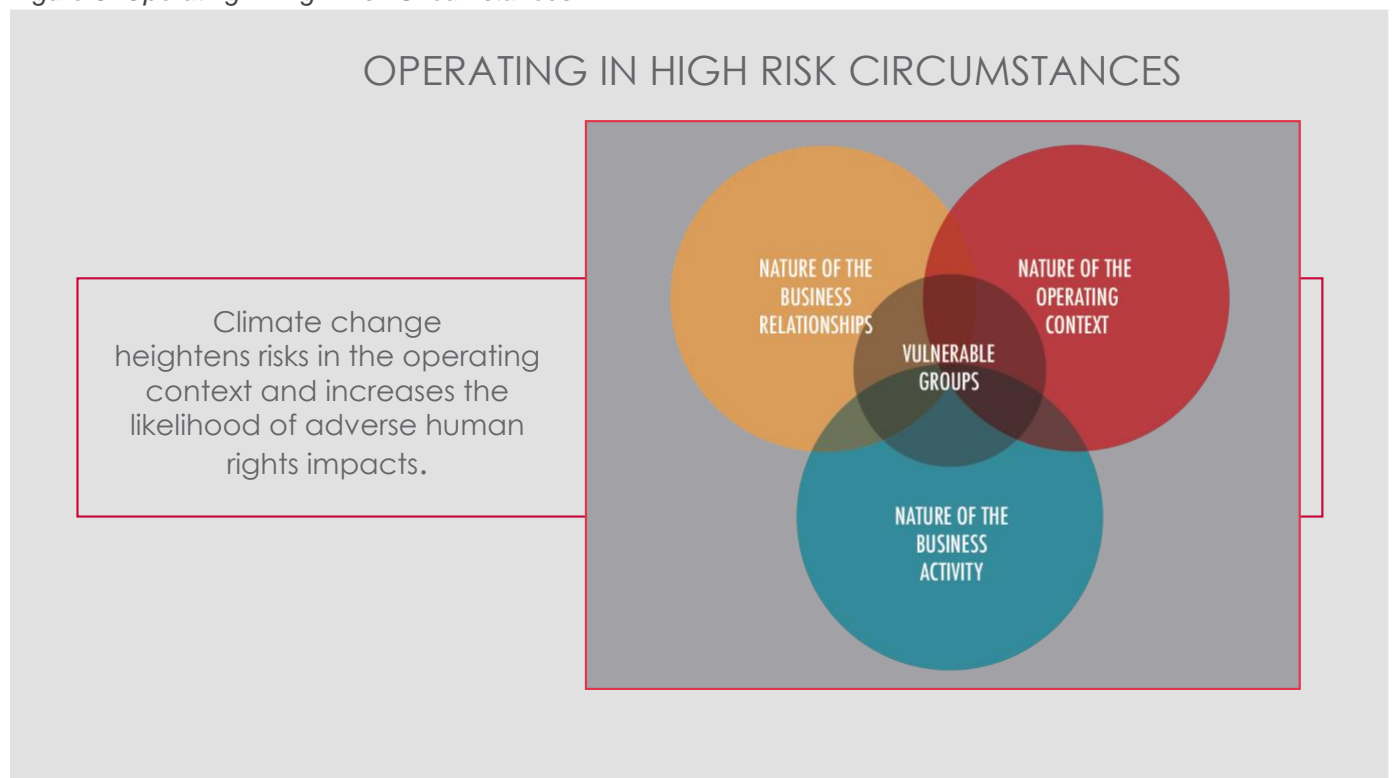 OPERATING IN HIGH RISK CIRCUMSTANCES
Climate change
heightens risks in the operating
context and increases the
likelihood of adverse human
rights impacts.
NATURE OF THE
BUSINESS
RELATIONSHIPS
NATURE OF THE
OPERATING
CONTEXT
VULNERABLE
GROUPS
NATURE OF THE
BUSINESS
ACTIVITY